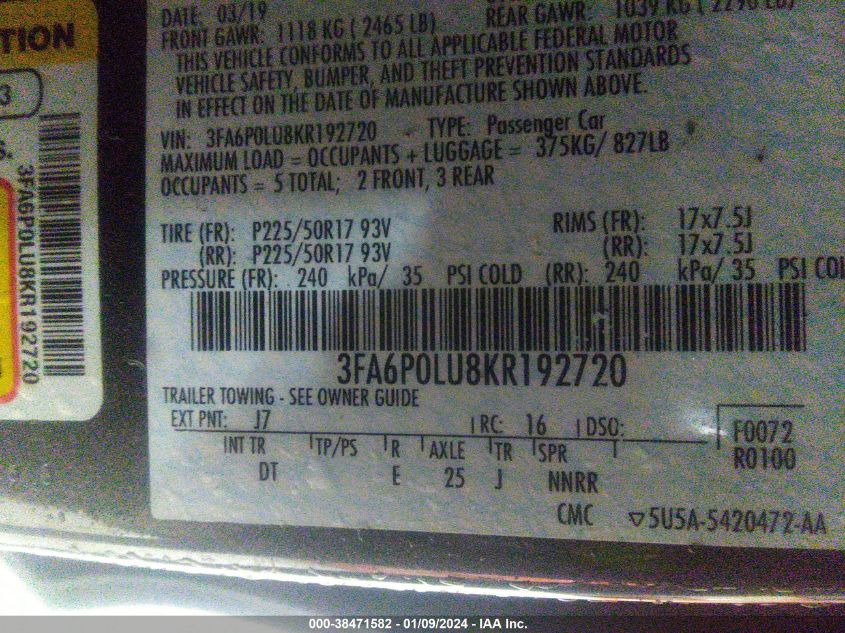 DATE: 03/19
REAR GAWR: 1039 KG ( 2290 LB)
FRONT GAWR: 1118 KG ( 2465 LB)
THIS VEHICLE CONFORMS TO ALL APPLICABLE FEDERAL MOTOR
VEHICLE SAFETY, BUMPER, AND THEFT PREVENTION STANDARDS
IN EFFECT ON THE DATE OF MANUFACTURE SHOWN ABOVE.
VIN: 3FA6P0LU8KR192720 TYPE: Passenger Car
MAXIMUM LOAD = OCCUPANTS + LUGGAGE = 375KG/ 827LB
OCCUPANTS = 5 TOTAL; 2 FRONT, 3 REAR
TIRE (FR): P225/50R17 93V RIMS (FR): 17x7.5J
(RR): P225/50R17 93V (RR): 17x7.5J
PRESSURE (FR): 240 kPa/ 35 PSI COLD (RR): 240 kPa/ 35 PSI COL
3FA6P0LU8KR192720
TRAILER TOWING - SEE OWNER GUIDE
EXT PNT: J7 RC: 16 DSO:
INT TR TP/PS R AXLE TR SPR
DT E 25 J NNRR
F0072
R0100
CMC ▽5U5A-5420472-AA
TION
3
S.
3FA6P0LU8KR192720
000-38471582 - 01/09/2024 - IAA Inc.